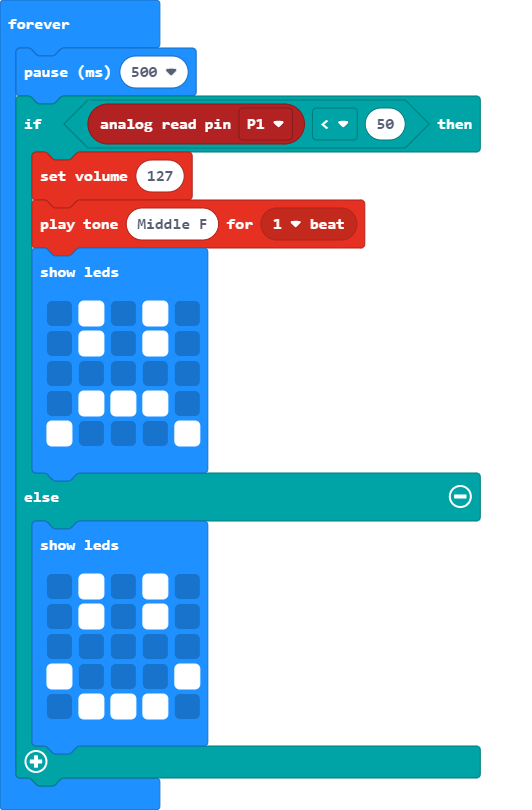 forever
pause (ms) 500
if analog read pin P1 < 50 then
set volume 127
play tone Middle F for 1 beat
show leds
else
show leds